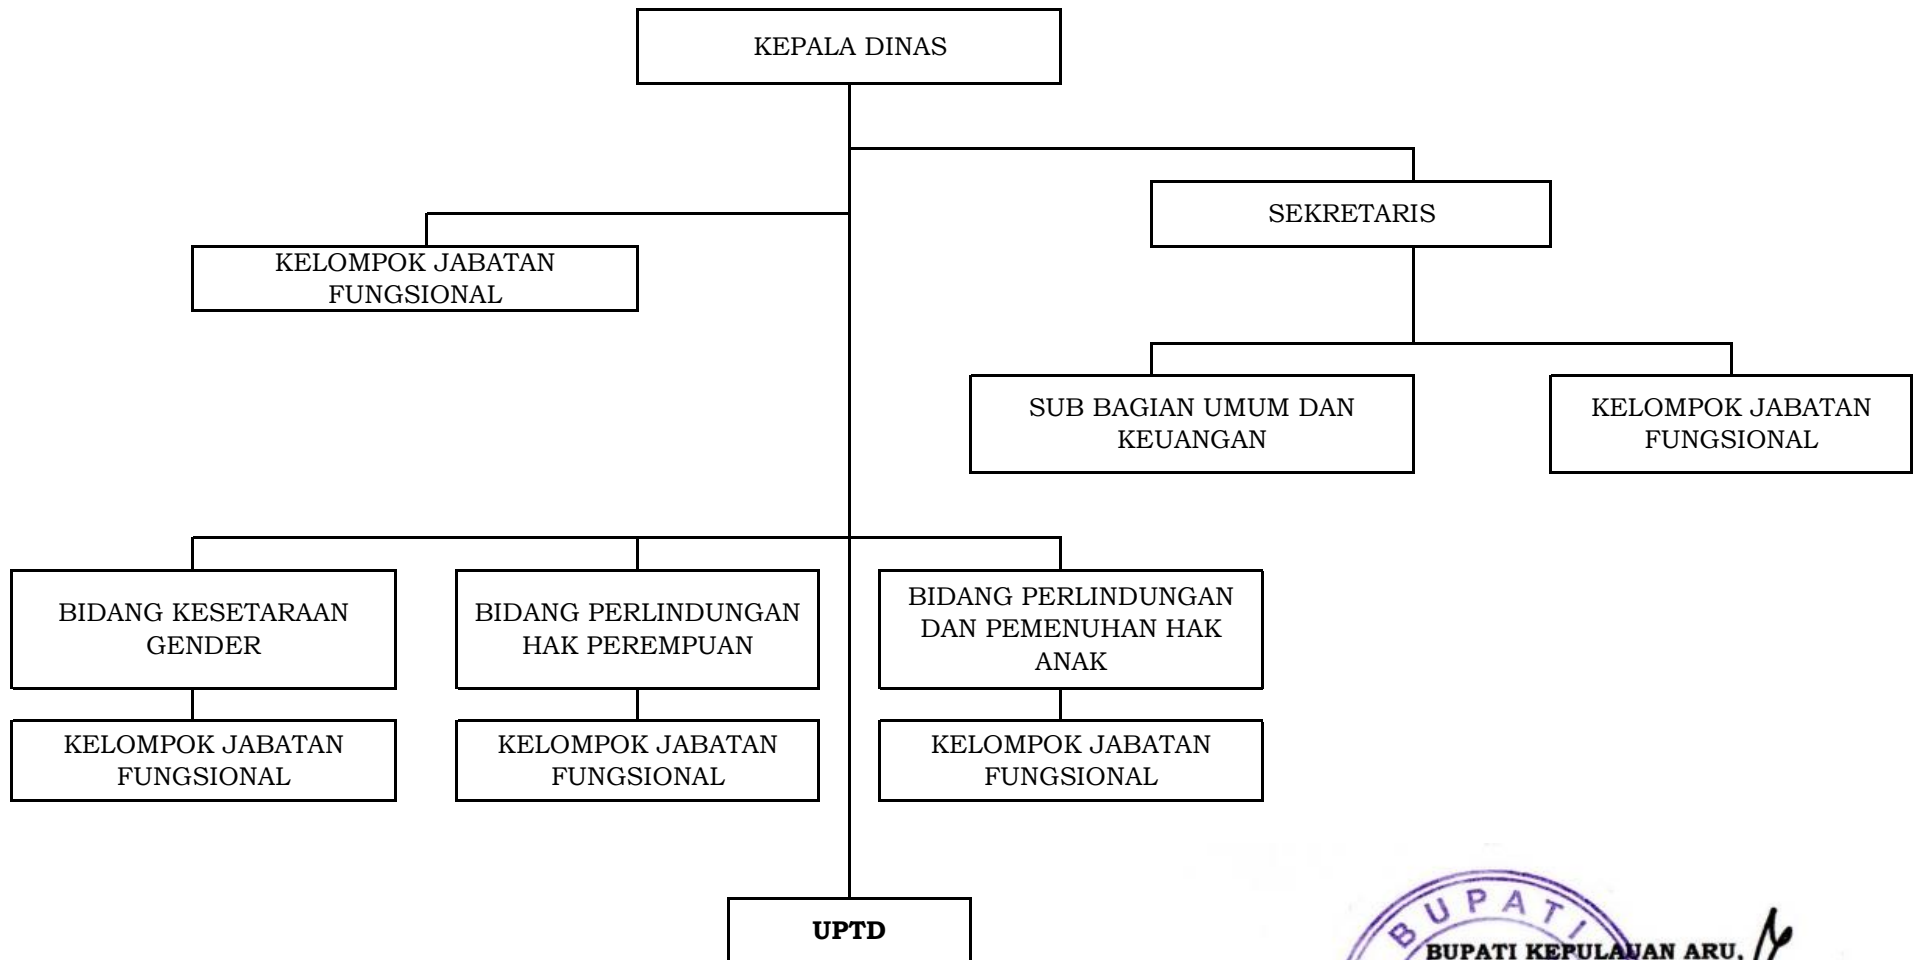 KEPALA DINAS
SEKRETARIS
KELOMPOK JABATAN
FUNGSIONAL
SUB BAGIAN UMUM DAN
KEUANGAN
KELOMPOK JABATAN
FUNGSIONAL
BIDANG KESETARAAN
GENDER
BIDANG PERLINDUNGAN
HAK PEREMPUAN
BIDANG PERLINDUNGAN
DAN PEMENUHAN HAK
ANAK
KELOMPOK JABATAN
FUNGSIONAL
KELOMPOK JABATAN
FUNGSIONAL
KELOMPOK JABATAN
FUNGSIONAL
UPTD
BUPATI
BUPATI KEPULAUAN ARU,